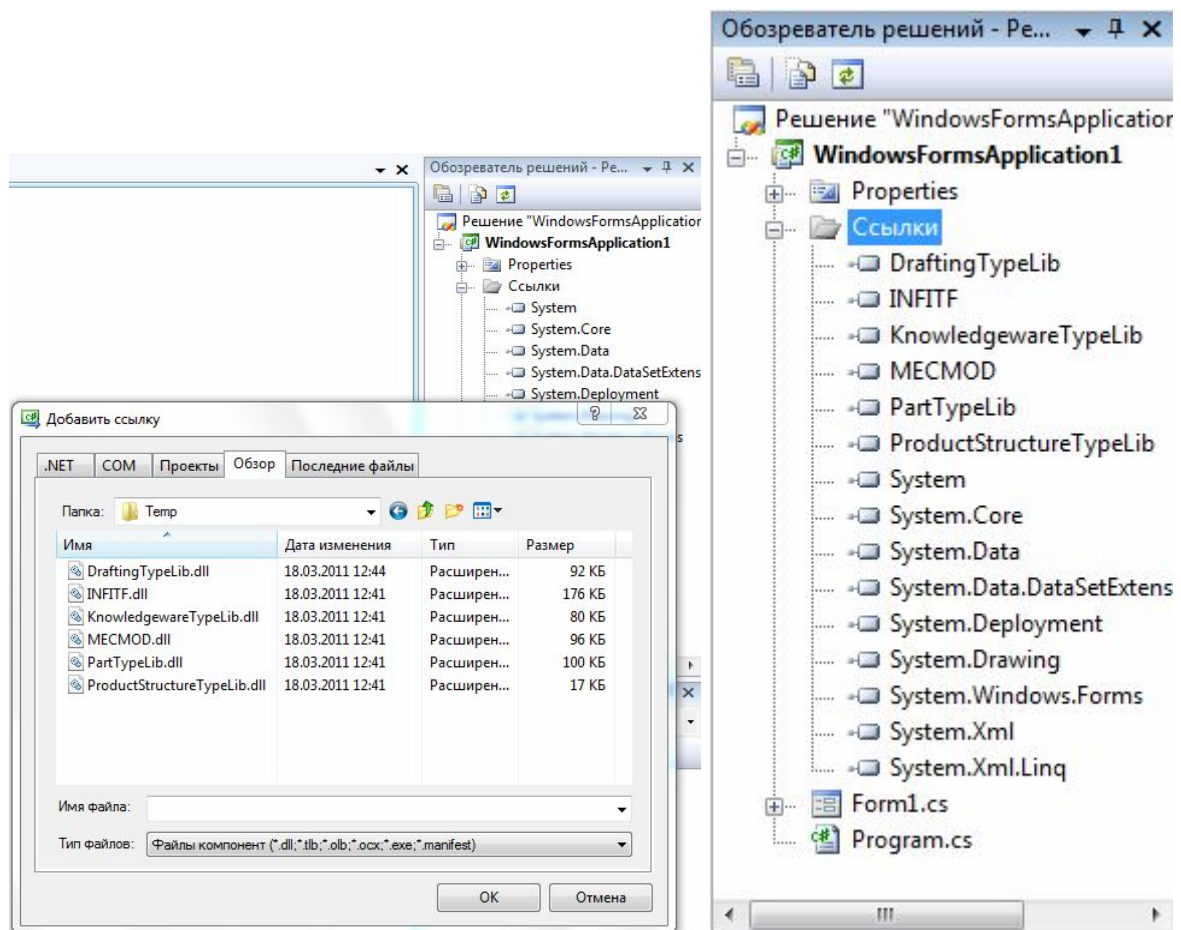 Обозреватель решений - Ре...
Решение "WindowsFormsApplication
WindowsFormsApplication1
Properties
Ссылки
System
System.Core
System.Data
System.Data.DataSetExtens
System.Deployment
Добавить ссылку
.NET COM Проекты Обзор Последние файлы
Папка: Temp
Имя Дата изменения Тип Размер
DraftingTypeLib.dll 18.03.2011 12:44 Расширен... 92 КБ
INFITF.dll 18.03.2011 12:41 Расширен... 176 КБ
KnowledgewareTypeLib.dll 18.03.2011 12:41 Расширен... 80 КБ
MECMOD.dll 18.03.2011 12:41 Расширен... 96 КБ
PartTypeLib.dll 18.03.2011 12:41 Расширен... 100 КБ
ProductStructureTypeLib.dll 18.03.2011 12:41 Расширен... 17 КБ
Имя файла:
Тип файлов: Файлы компонент (*.dll;*.tlb;*.olb;*.ocx;*.exe;*.manifest)
ОК Отмена
Обозреватель решений - Ре...
Решение "WindowsFormsApplication
WindowsFormsApplication1
Properties
Ссылки
DraftingTypeLib
INFITF
KnowledgewareTypeLib
MECMOD
PartTypeLib
ProductStructureTypeLib
System
System.Core
System.Data
System.Data.DataSetExtens
System.Deployment
System.Drawing
System.Windows.Forms
System.Xml
System.Xml.Linq
Form1.cs
Program.cs